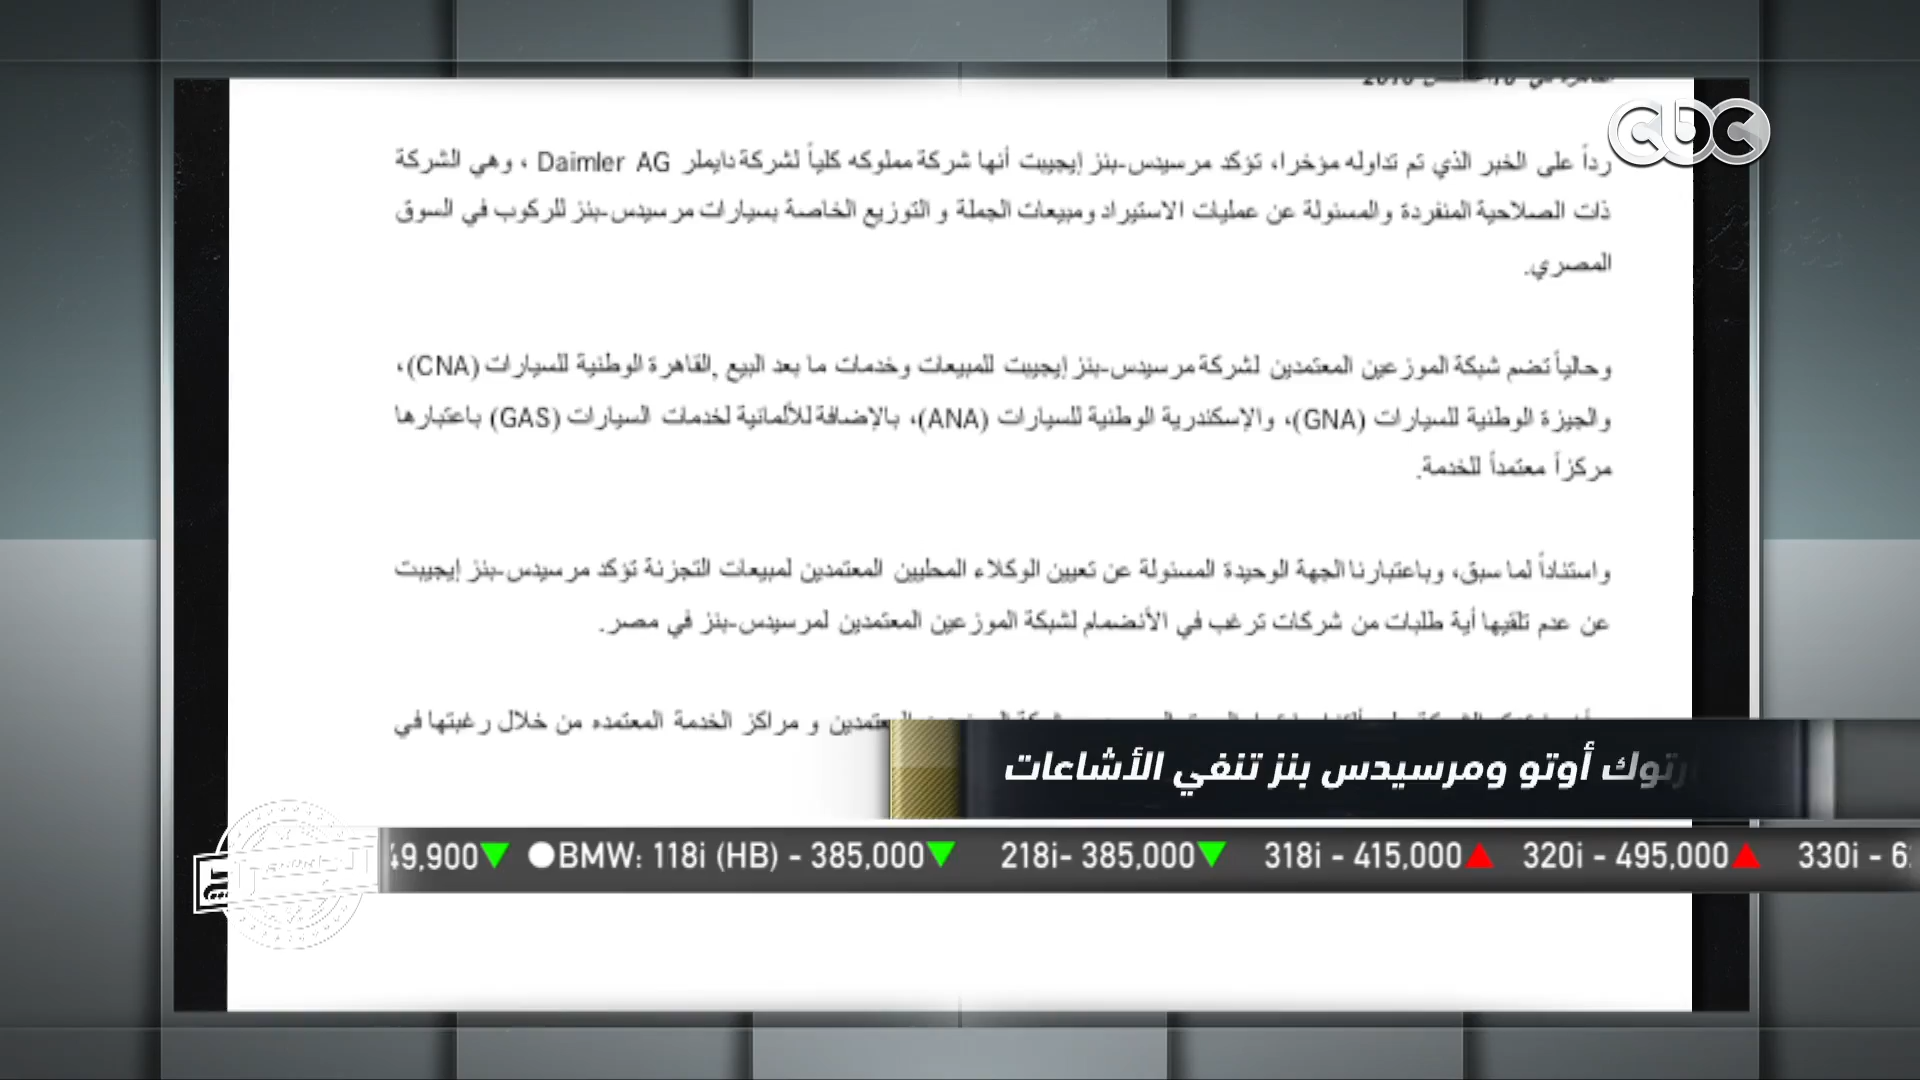 cbc
رداً على الخبر الذي تم تداوله مؤخرا، تؤكد مرسيدس-بنز إيجيبت أنها شركة مملوكه كلياً لشركة دايملر Daimler AG ، وهي الشركة
ذات الصلاحية المنفردة والمسئولة عن عمليات الاستيراد ومبيعات الجملة و التوزيع الخاصة بسيارات مرسيدس-بنز للركوب في السوق
المصري.
وحالياً تضم شبكة الموزعين المعتمدين لشركة مرسيدس-بنز إيجيبت للمبيعات وخدمات ما بعد البيع ,القاهرة الوطنية للسيارات (CNA)،
والجيزة الوطنية للسيارات (GNA)، والإسكندرية الوطنية للسيارات (ANA)، بالإضافة للألمانية لخدمات السيارات (GAS) باعتبارها
مركزاً معتمداً للخدمة.
واستناداً لما سبق، وباعتبارنا الجهة الوحيدة المسئولة عن تعيين الوكلاء المحليين المعتمدين لمبيعات التجزئة تؤكد مرسيدس-بنز إيجيبت
عن عدم تلقيها أية طلبات من شركات ترغب في الأنضمام لشبكة الموزعين المعتمدين لمرسيدس-بنز في مصر.
و مراكز الخدمة المعتمده من خلال رغبتها في
أوتو ومرسيدس بنز تنفي الأشاعات
49,900 BMW: 118i (HB) - 385,000 218i- 385,000 318i - 415,000 320i - 495,000 330i - 6